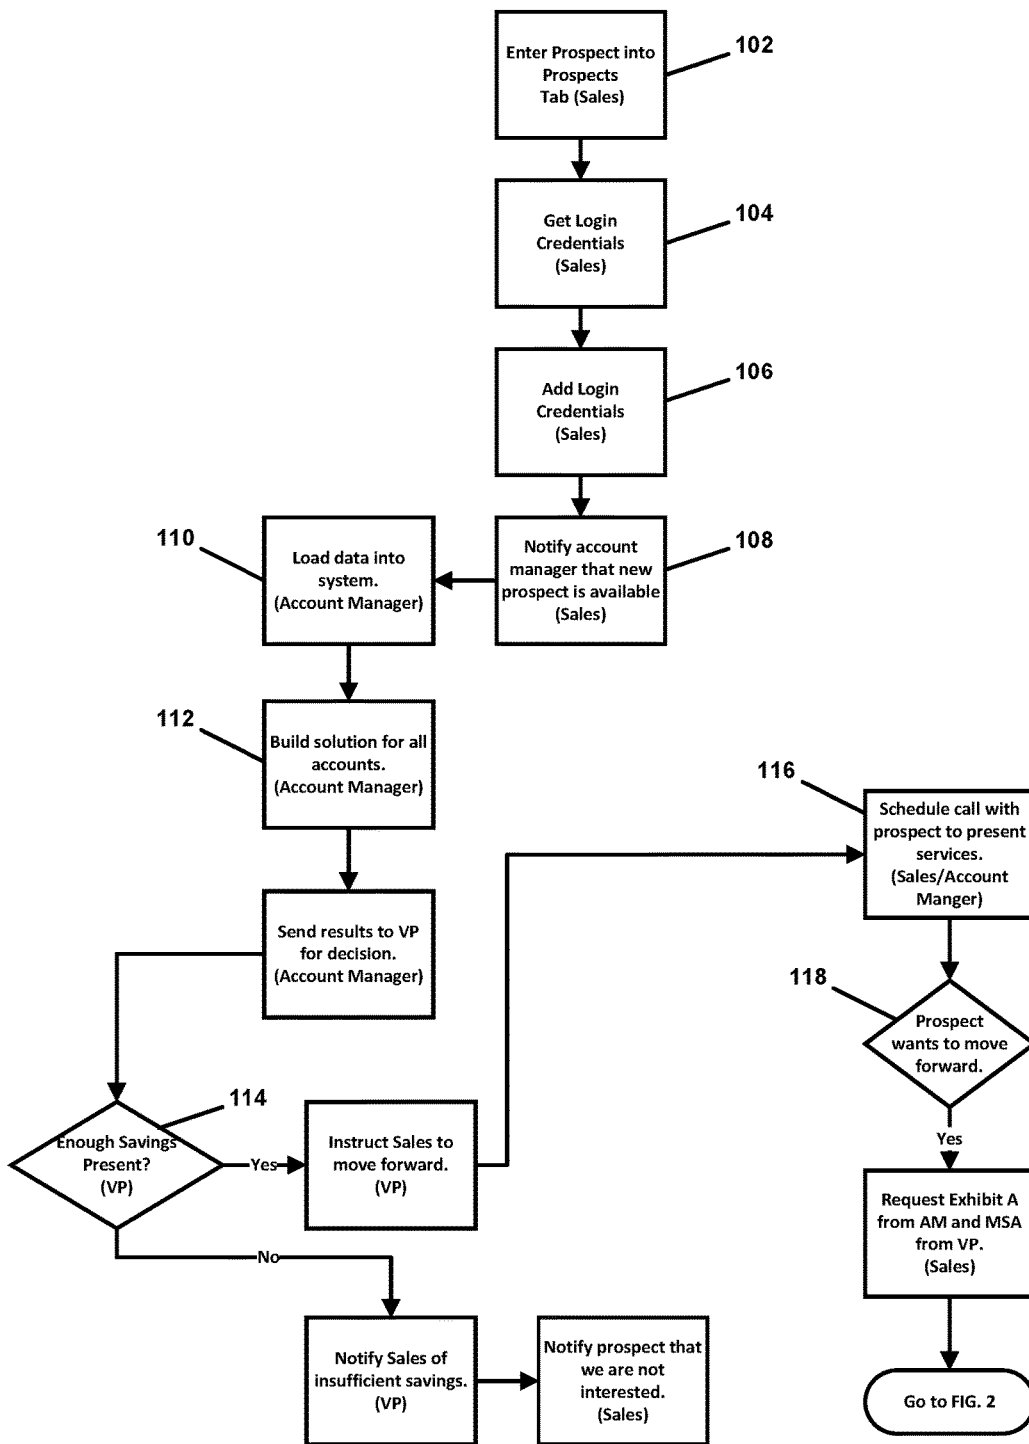 Enter Prospect into
Prospects
Tab (Sales)
102
Get Login
Credentials
(Sales)
104
Add Login
Credentials
(Sales)
106
Notify account
manager that new
prospect is available
(Sales)
108
110
Load data into
system.
(Account Manager)
112
Build solution for all
accounts.
(Account Manager)
Send results to VP
for decision.
(Account Manager)
114
Enough Savings
Present?
(VP)
Yes
Instruct Sales to
move forward.
(VP)
No
Notify Sales of
insufficient savings.
(VP)
Notify prospect that
we are not
interested.
(Sales)
116
Schedule call with
prospect to present
services.
(Sales/Account
Manger)
118
Prospect
wants to move
forward.
Yes
Request Exhibit A
from AM and MSA
from VP.
(Sales)
Go to FIG. 2